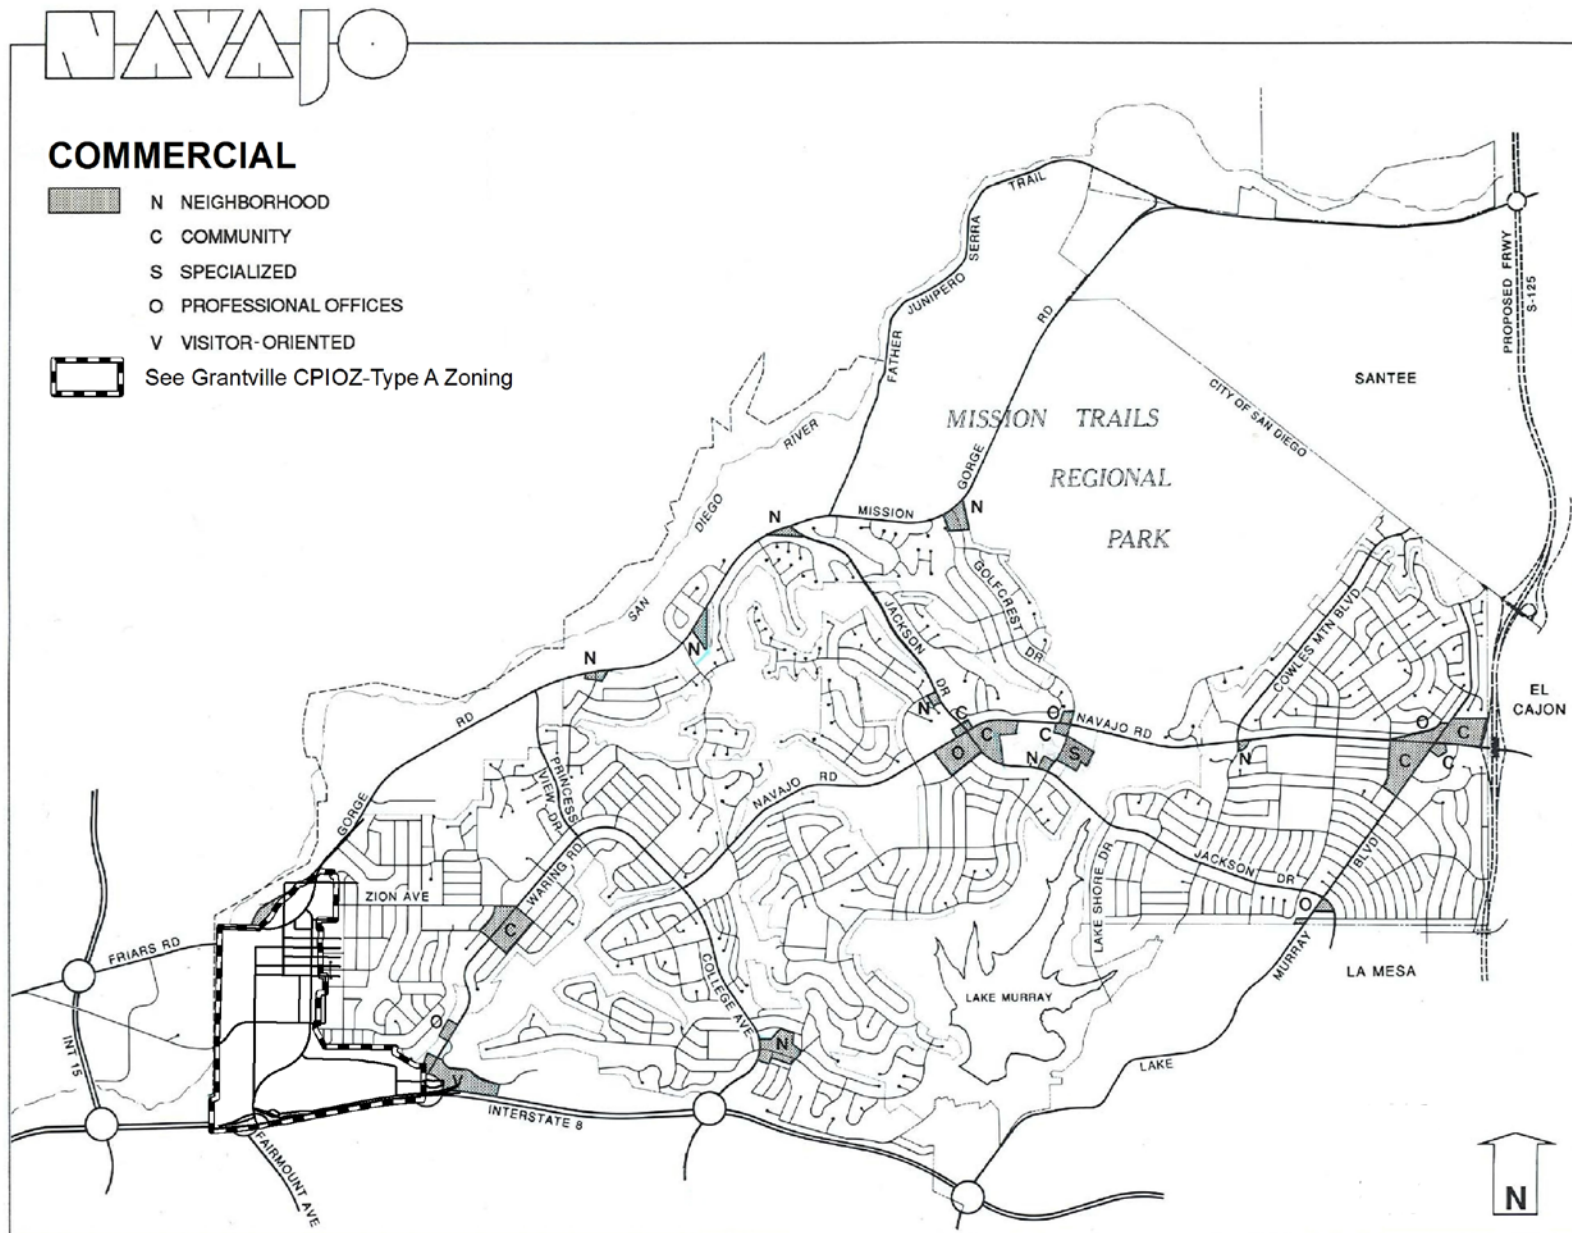 NAVAJO
COMMERCIAL
N NEIGHBORHOOD
C COMMUNITY
S SPECIALIZED
O PROFESSIONAL OFFICES
V VISITOR-ORIENTED
See Grantville CPIOZ-Type A Zoning
TRAIL
SERRA
JUNIPERO
FATHER
RD
GORGE
MISSION
PROPOSED FRWY
S-125
SANTEE
CITY OF SAN DIEGO
MISSION TRAILS
REGIONAL
PARK
RIVER
DIEGO
SAN
N
N
N
N
GOLFCREST
DR
JACKSON
DR
COWLES MTN BLVD
EL
CAJON
RD
GORGE
PRINCESS
VIEW DR
N
C
O
C
C
O
N
S
NAVAJO RD
NAVAJO RD
N
O
C
C
C
ZION AVE
WARING RD
C
FRIARS RD
INT 15
COLLEGE AVE
LAKE SHORE DR
JACKSON
DR
BLVD
O
MURRAY
LA MESA
LAKE MURRAY
LAKE
O
V
N
INTERSTATE 8
FAIRMOUNT AVE
N